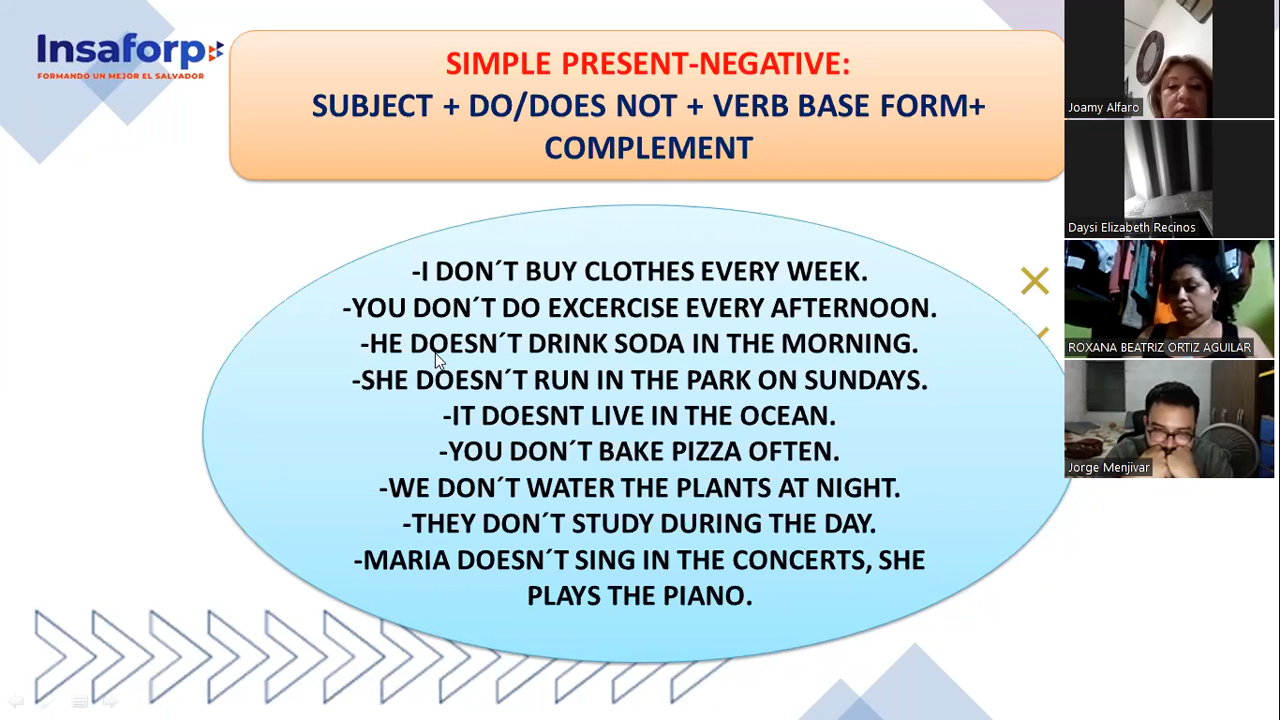 Insaforp
FORMANDO UN MEJOR EL SALVADOR
SIMPLE PRESENT-NEGATIVE:
SUBJECT + DO/DOES NOT + VERB BASE FORM+
COMPLEMENT
-I DON´T BUY CLOTHES EVERY WEEK.
-YOU DON´T DO EXCERCISE EVERY AFTERNOON.
-HE DOESN´T DRINK SODA IN THE MORNING.
-SHE DOESN´T RUN IN THE PARK ON SUNDAYS.
-IT DOESNT LIVE IN THE OCEAN.
-YOU DON´T BAKE PIZZA OFTEN.
-WE DON´T WATER THE PLANTS AT NIGHT.
-THEY DON´T STUDY DURING THE DAY.
-MARIA DOESN´T SING IN THE CONCERTS, SHE
PLAYS THE PIANO.
Joamy Alfaro
Daysi Elizabeth Recinos
ROXANA BEATRIZ ORTIZ AGUILAR
Jorge Menjivar